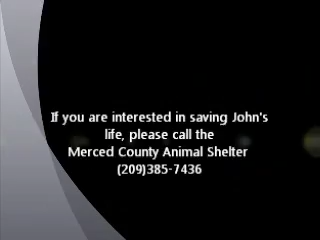 If you are interested in saving John's
life, please call the
Merced County Animal Shelter
(209)385-7436